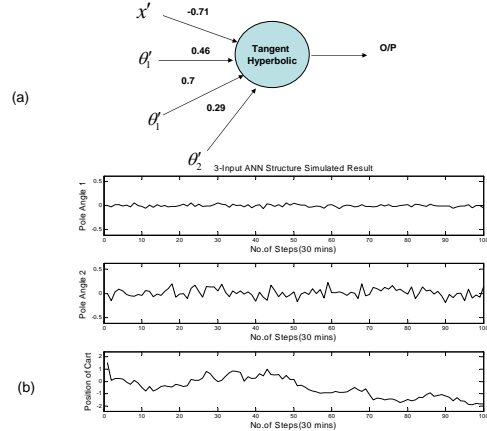 x′
-0.71
θ′₁
0.46
Tangent
Hyperbolic
O/P
0.7
(a)
θ′₁
0.29
θ′₂
3-Input ANN Structure Simulated Result
Pole Angle 1
0.5
0
-0.5
0 10 20 30 40 50 60 70 80 90 100
No.of Steps(30 mins)
Pole Angle 2
0.5
0
-0.5
0 10 20 30 40 50 60 70 80 90 100
No.of Steps(30 mins)
(b)
Position of Cart
2
1
0
-1
-2
0 10 20 30 40 50 60 70 80 90 100
No.of Steps(30 mins)